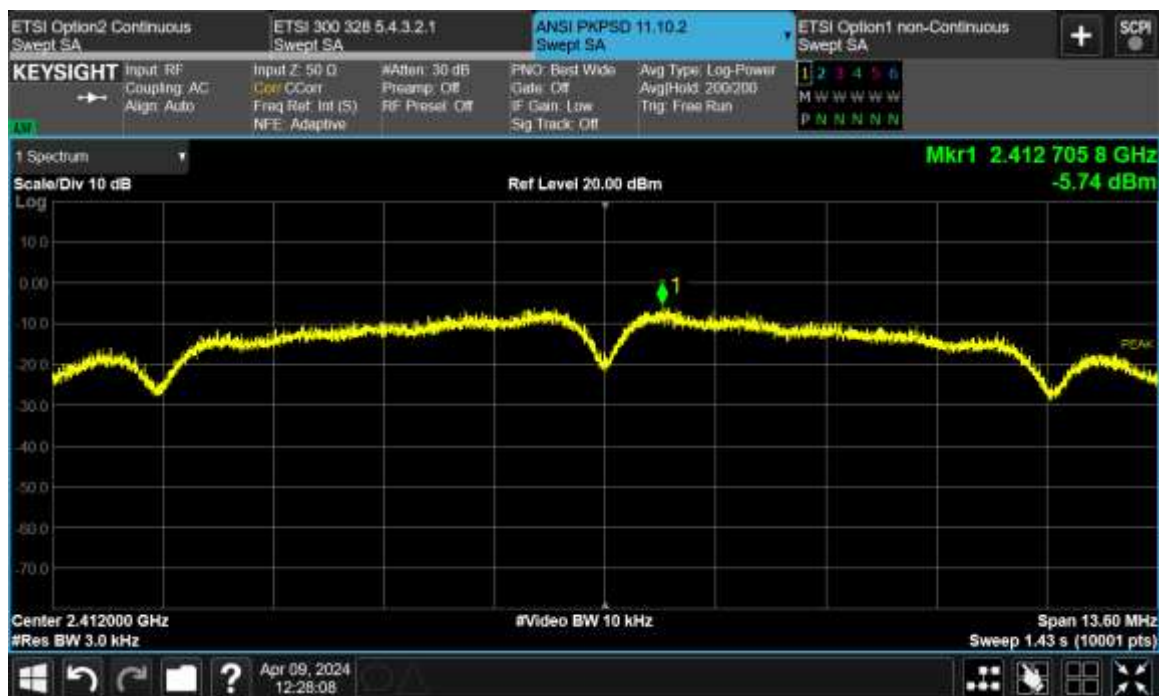 ETSI Option2 Continuous
Swept SA
ETSI 300 328 5.4.3.2.1
Swept SA
ANSI PKPSD 11.10.2
Swept SA
ETSI Option1 non-Continuous
Swept SA
+
SCPI
KEYSIGHT
Input: RF
Coupling: AC
Align: Auto
Input Z: 50 Ω
Corr CCorr
Freq Ref: Int (S)
NFE: Adaptive
#Atten: 30 dB
Preamp: Off
RF Presel: Off
PNO: Best Wide
Gate: Off
IF Gain: Low
Sig Track: Off
Avg Type: Log-Power
Avg|Hold: 200/200
Trig: Free Run
1 2 3 4 5 6
M W W W W W
P N N N N N
1 Spectrum
Scale/Div 10 dB
Log
Ref Level 20.00 dBm
Mkr1 2.412 705 8 GHz
-5.74 dBm
10.0
0.00
-10.0
-20.0
-30.0
-40.0
-50.0
-60.0
-70.0
1
PEAK
Center 2.412000 GHz
#Res BW 3.0 kHz
#Video BW 10 kHz
Span 13.60 MHz
Sweep 1.43 s (10001 pts)
?
Apr 09, 2024
12:28:08